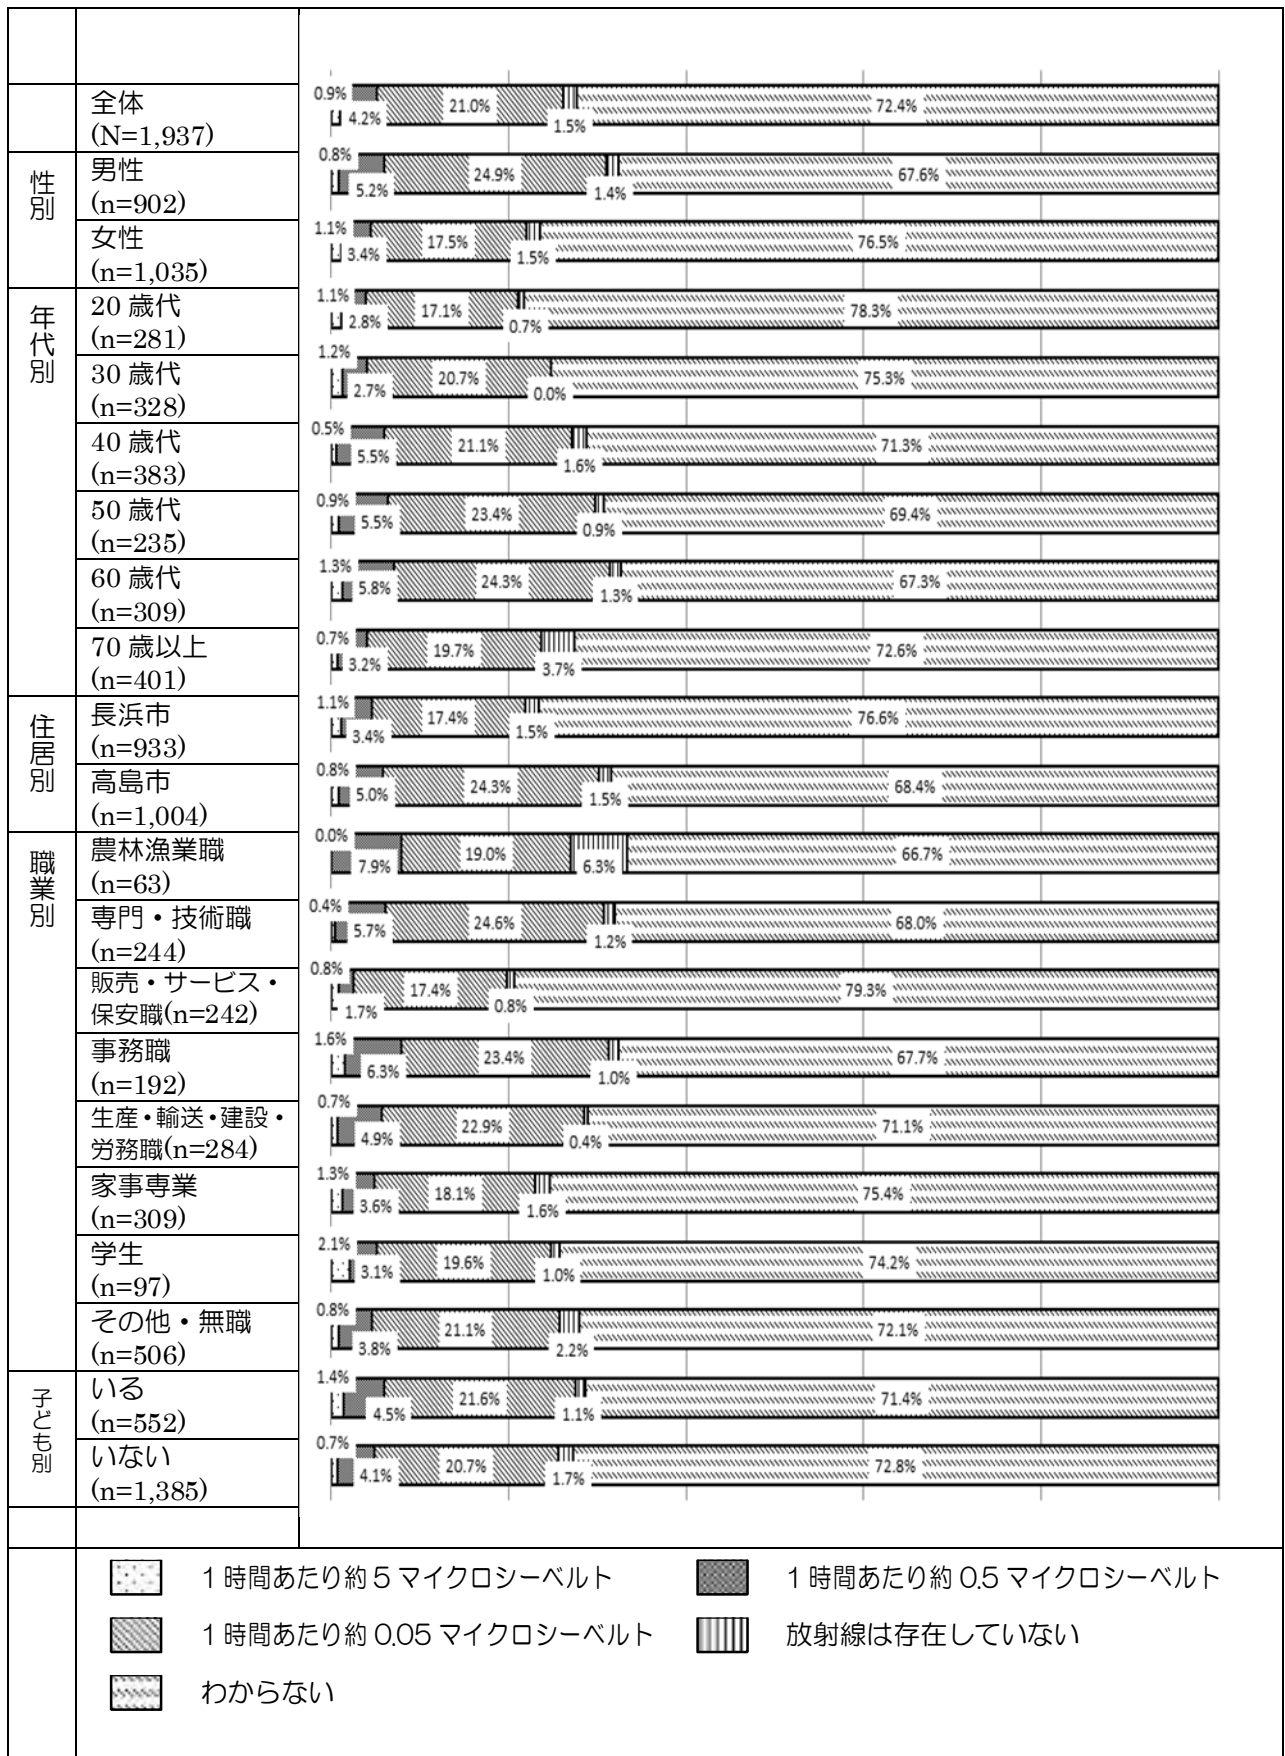 全体
(N=1,937)
0.9%
4.2%
21.0%
1.5%
72.4%
性別
男性
(n=902)
0.8%
5.2%
24.9%
1.4%
67.6%
女性
(n=1,035)
1.1%
3.4%
17.5%
1.5%
76.5%
年代別
20 歳代
(n=281)
1.1%
2.8%
17.1%
0.7%
78.3%
30 歳代
(n=328)
1.2%
2.7%
20.7%
0.0%
75.3%
40 歳代
(n=383)
0.5%
5.5%
21.1%
1.6%
71.3%
50 歳代
(n=235)
0.9%
5.5%
23.4%
0.9%
69.4%
60 歳代
(n=309)
1.3%
5.8%
24.3%
1.3%
67.3%
70 歳以上
(n=401)
0.7%
3.2%
19.7%
3.7%
72.6%
住居別
長浜市
(n=933)
1.1%
3.4%
17.4%
1.5%
76.6%
高島市
(n=1,004)
0.8%
5.0%
24.3%
1.5%
68.4%
職業別
農林漁業職
(n=63)
0.0%
7.9%
19.0%
6.3%
66.7%
専門・技術職
(n=244)
0.4%
5.7%
24.6%
1.2%
68.0%
販売・サービス・
保安職(n=242)
0.8%
1.7%
17.4%
0.8%
79.3%
事務職
(n=192)
1.6%
6.3%
23.4%
1.0%
67.7%
生産・輸送・建設・
労務職(n=284)
0.7%
4.9%
22.9%
0.4%
71.1%
家事専業
(n=309)
1.3%
3.6%
18.1%
1.6%
75.4%
学生
(n=97)
2.1%
3.1%
19.6%
1.0%
74.2%
その他・無職
(n=506)
0.8%
3.8%
21.1%
2.2%
72.1%
子ども別
いる
(n=552)
1.4%
4.5%
21.6%
1.1%
71.4%
いない
(n=1,385)
0.7%
4.1%
20.7%
1.7%
72.8%
1 時間あたり約 5 マイクロシーベルト
1 時間あたり約 0.5 マイクロシーベルト
1 時間あたり約 0.05 マイクロシーベルト
放射線は存在していない
わからない